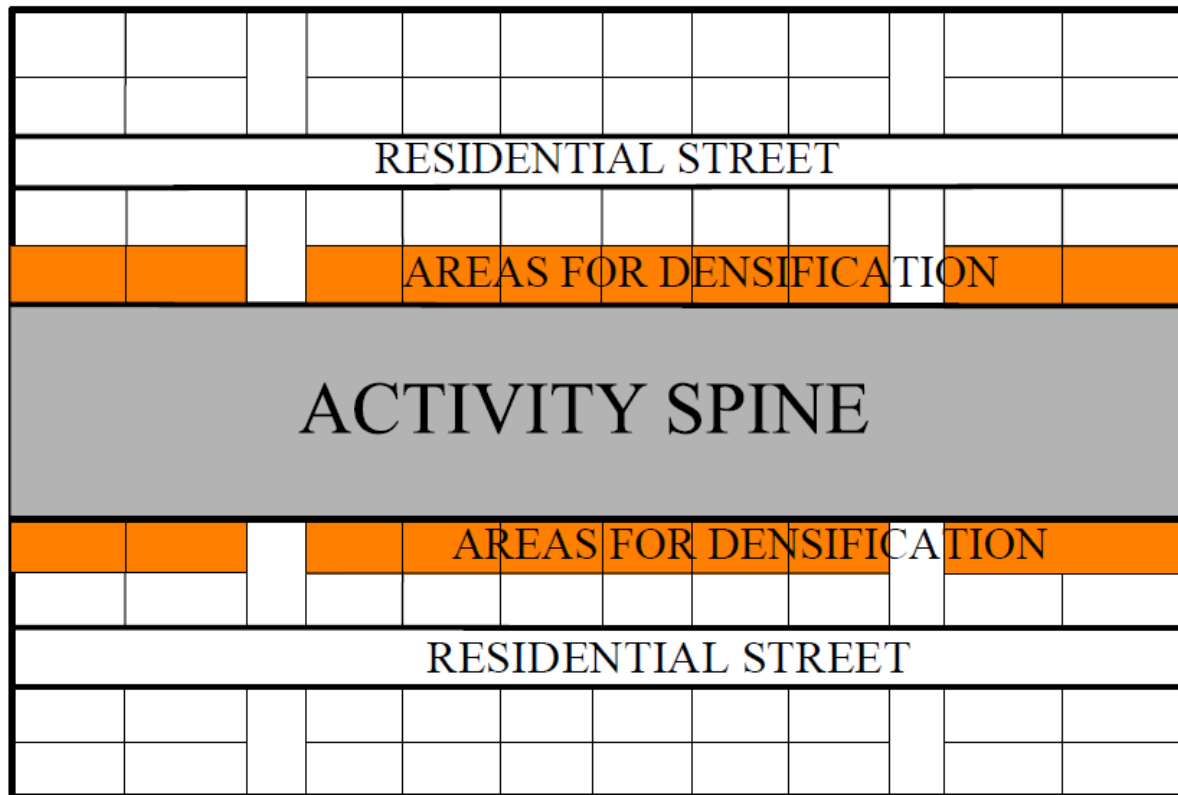 RESIDENTIAL STREET
AREAS FOR DENSIFICATION
ACTIVITY SPINE
AREAS FOR DENSIFICATION
RESIDENTIAL STREET